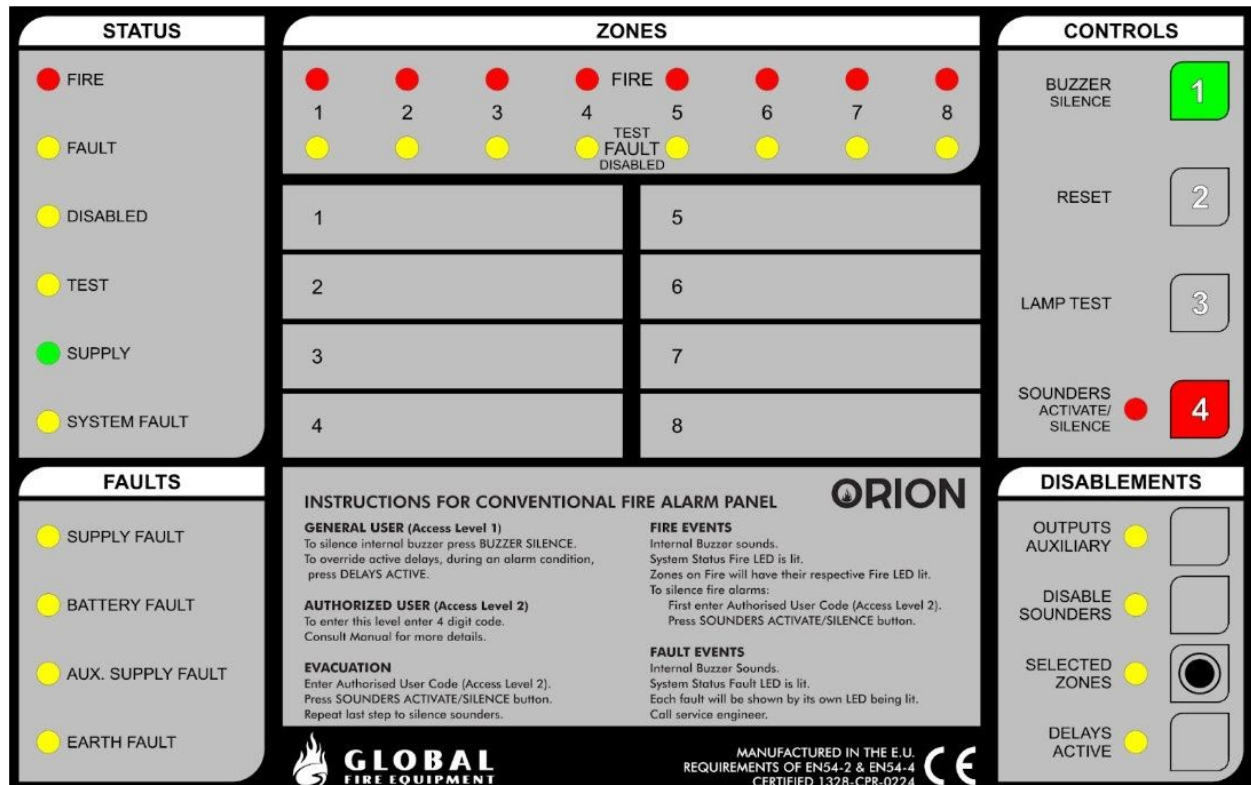 STATUS
FIRE
FAULT
DISABLED
TEST
SUPPLY
SYSTEM FAULT
ZONES
FIRE
1 2 3 4 5 6 7 8
TEST
FAULT
DISABLED
1
2
3
4
5
6
7
8
CONTROLS
BUZZER
SILENCE
1
RESET
2
LAMP TEST
3
SOUNDERS
ACTIVATE/
SILENCE
4
FAULTS
SUPPLY FAULT
BATTERY FAULT
AUX. SUPPLY FAULT
EARTH FAULT
ORION
INSTRUCTIONS FOR CONVENTIONAL FIRE ALARM PANEL
GENERAL USER (Access Level 1)
To silence internal buzzer press BUZZER SILENCE.
To override active delays, during an alarm condition,
press DELAYS ACTIVE.
AUTHORIZED USER (Access Level 2)
To enter this level enter 4 digit code.
Consult Manual for more details.
EVACUATION
Enter Authorised User Code (Access Level 2).
Press SOUNDERS ACTIVATE/SILENCE button.
Repeat last step to silence sounders.
FIRE EVENTS
Internal Buzzer sounds.
System Status Fire LED is lit.
Zones on Fire will have their respective Fire LED lit.
To silence fire alarms:
First enter Authorised User Code (Access Level 2).
Press SOUNDERS ACTIVATE/SILENCE button.
FAULT EVENTS
Internal Buzzer Sounds.
System Status Fault LED is lit.
Each fault will be shown by its own LED being lit.
Call service engineer.
GLOBAL
FIRE EQUIPMENT
MANUFACTURED IN THE E.U.
REQUIREMENTS OF EN54-2 & EN54-4
CERTIFIED 1328-CPR-0224
CE
DISABLEMENTS
OUTPUTS
AUXILIARY
DISABLE
SOUNDERS
SELECTED
ZONES
DELAYS
ACTIVE